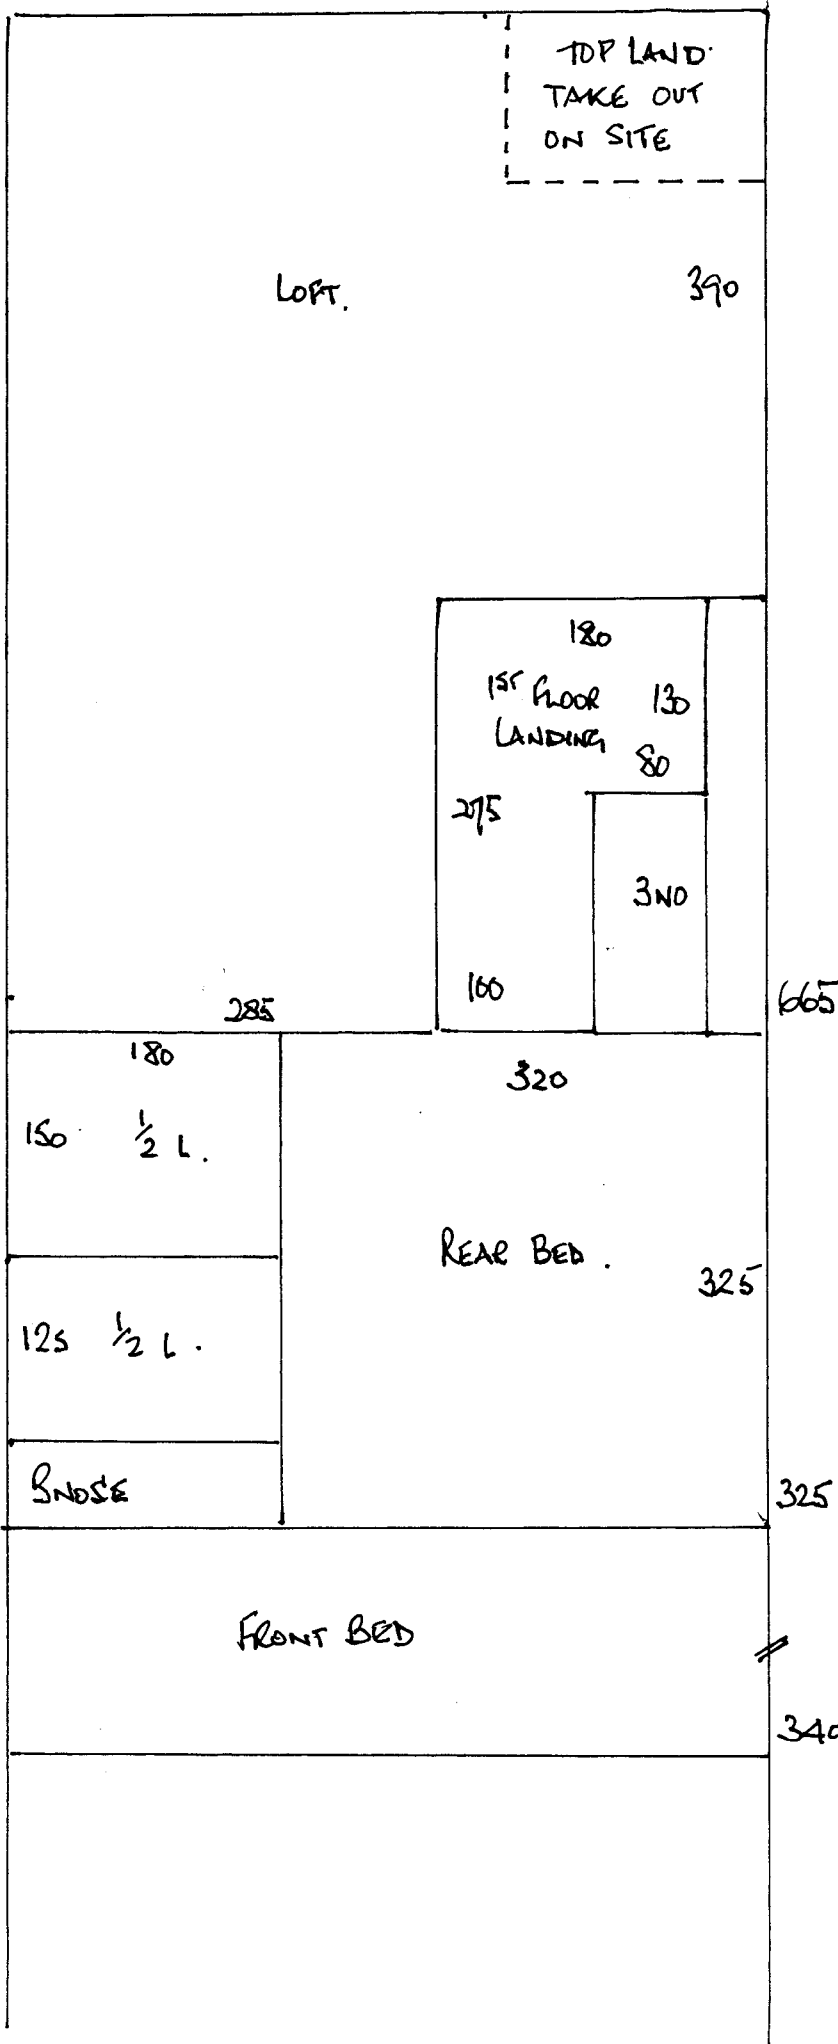 TOP LAND.
TAKE OUT
ON SITE
LOFT.
390
180
1ST FLOOR
LANDING
130
80
275
3NO
100
665
285
180
320
150
1/2 L.
REAR BED.
325
125
1/2 L.
BNOSE
325
FRONT BED
340